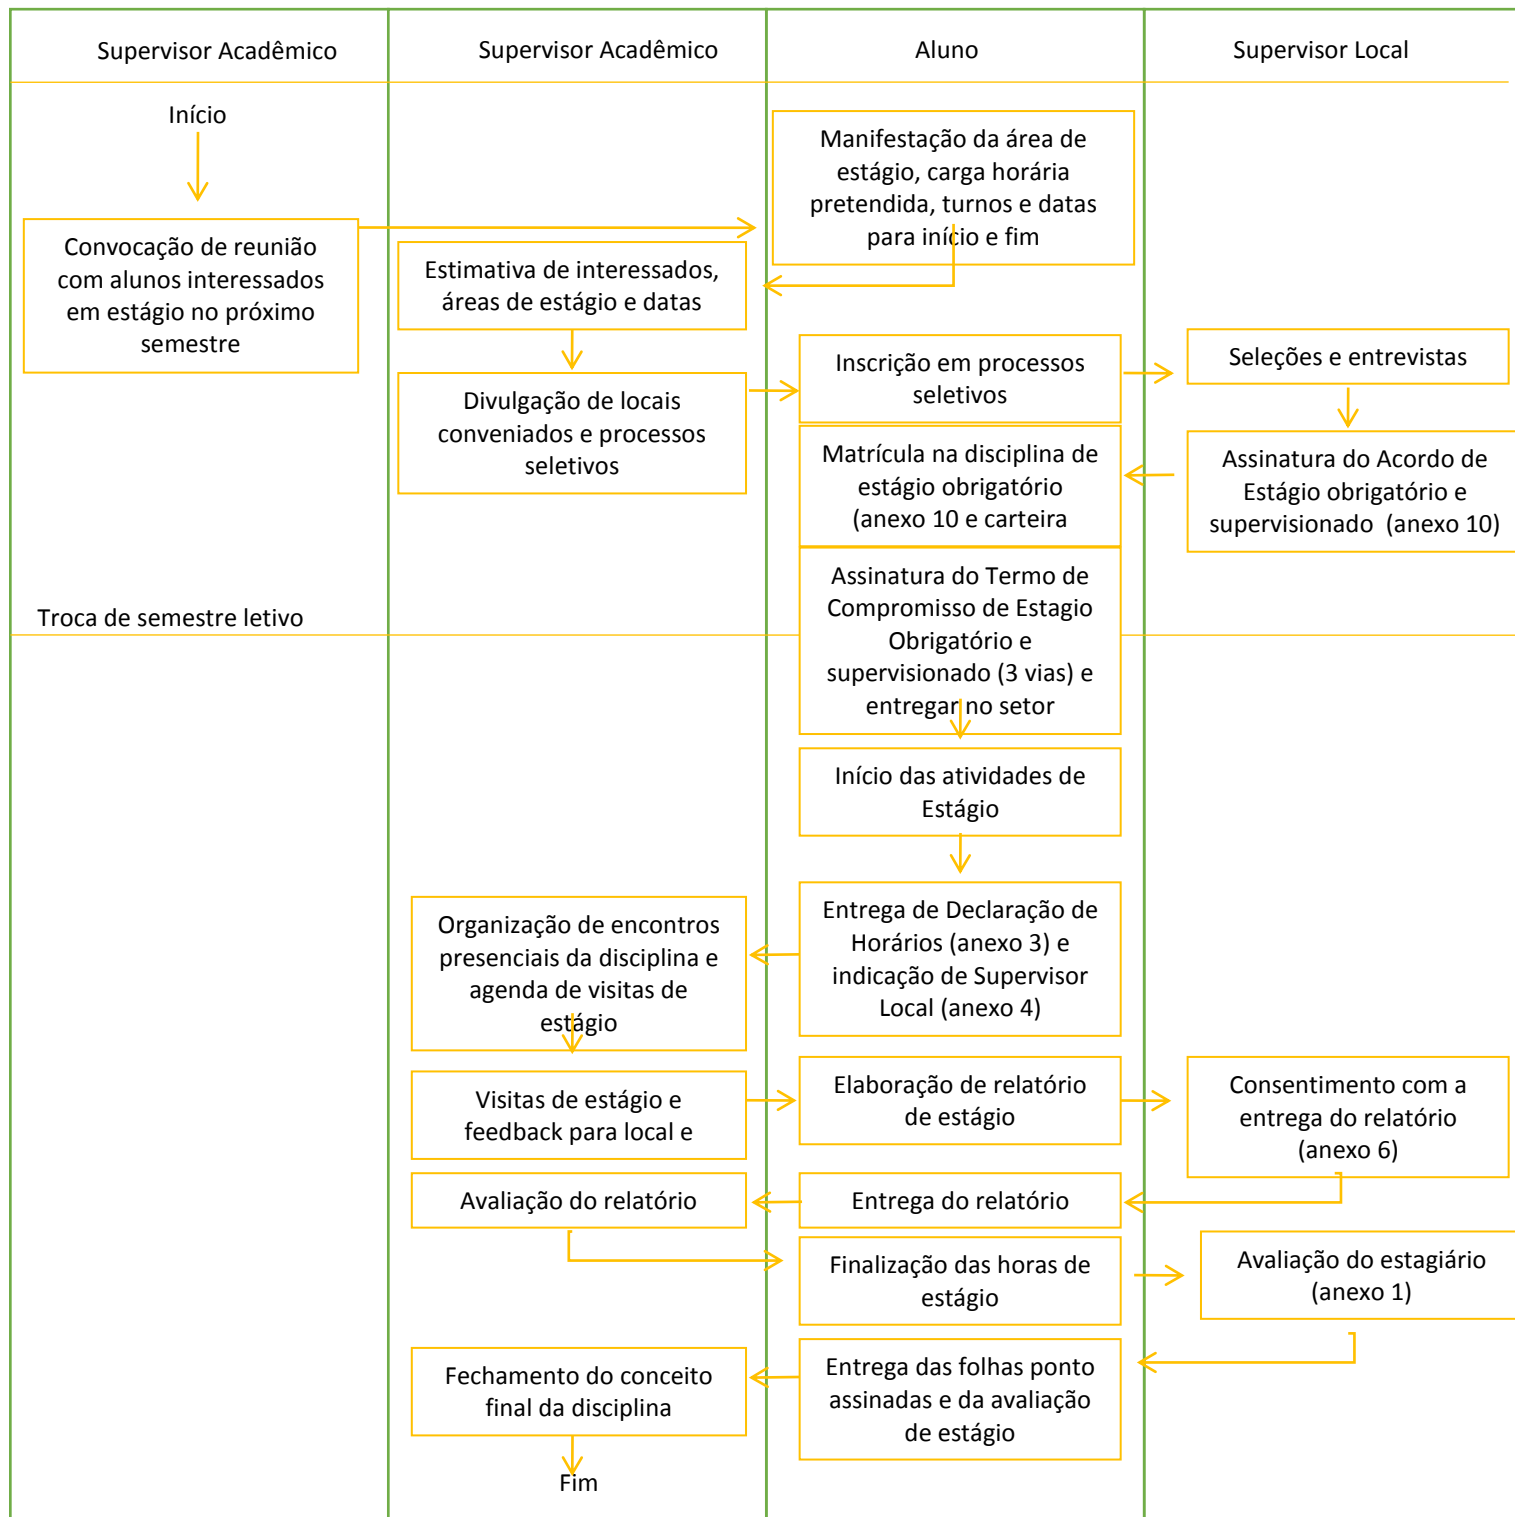 Supervisor Acadêmico
Supervisor Acadêmico
Aluno
Supervisor Local
Início
Manifestação da área de
estágio, carga horária
pretendida, turnos e datas
para início e fim
Convocação de reunião
com alunos interessados
em estágio no próximo
semestre
Estimativa de interessados,
áreas de estágio e datas
Divulgação de locais
conveniados e processos
seletivos
Inscrição em processos
seletivos
Seleções e entrevistas
Matrícula na disciplina de
estágio obrigatório
(anexo 10 e carteira
Assinatura do Acordo de
Estágio obrigatório e
supervisionado (anexo 10)
Assinatura do Termo de
Compromisso de Estagio
Obrigatório e
supervisionado (3 vias) e
entregar no setor
Troca de semestre letivo
Início das atividades de
Estágio
Entrega de Declaração de
Horários (anexo 3) e
indicação de Supervisor
Local (anexo 4)
Organização de encontros
presenciais da disciplina e
agenda de visitas de
estágio
Visitas de estágio e
feedback para local e
Elaboração de relatório
de estágio
Consentimento com a
entrega do relatório
(anexo 6)
Avaliação do relatório
Entrega do relatório
Finalização das horas de
estágio
Avaliação do estagiário
(anexo 1)
Fechamento do conceito
final da disciplina
Entrega das folhas ponto
assinadas e da avaliação
de estágio
Fim